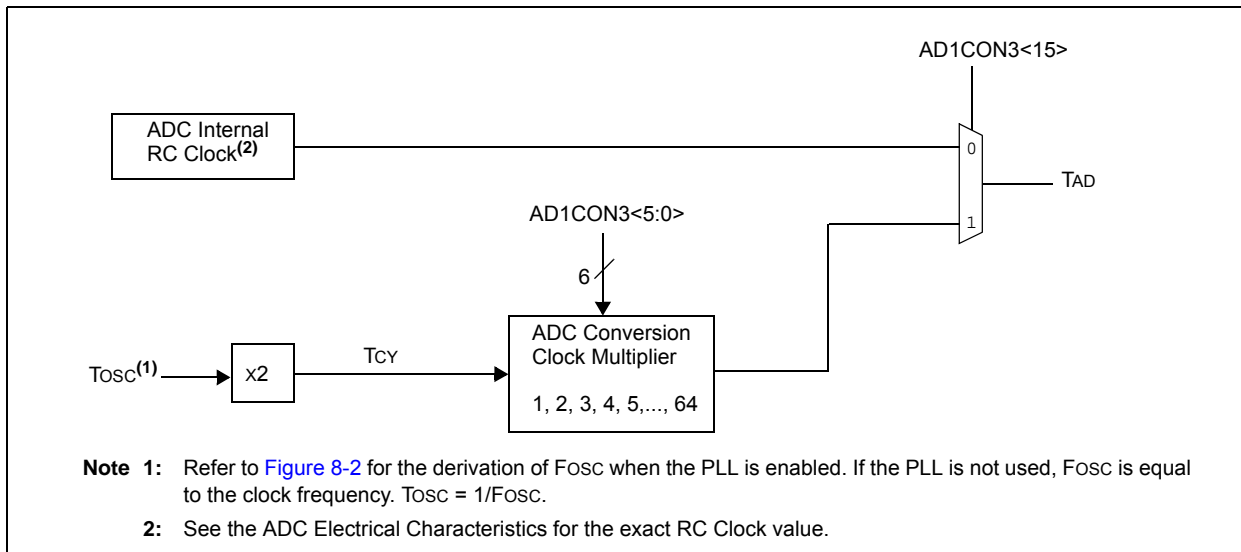 AD1CON3<15>
ADC Internal
RC Clock(2)
0
TAD
AD1CON3<5:0>
1
6
ADC Conversion
Clock Multiplier
TCY
TOSC(1)
X2
1, 2, 3, 4, 5,..., 64
Note 1: Refer to Figure 8-2 for the derivation of FOSC when the PLL is enabled. If the PLL is not used, FOSC is equal
to the clock frequency. TOSC = 1/FOSC.
2: See the ADC Electrical Characteristics for the exact RC Clock value.